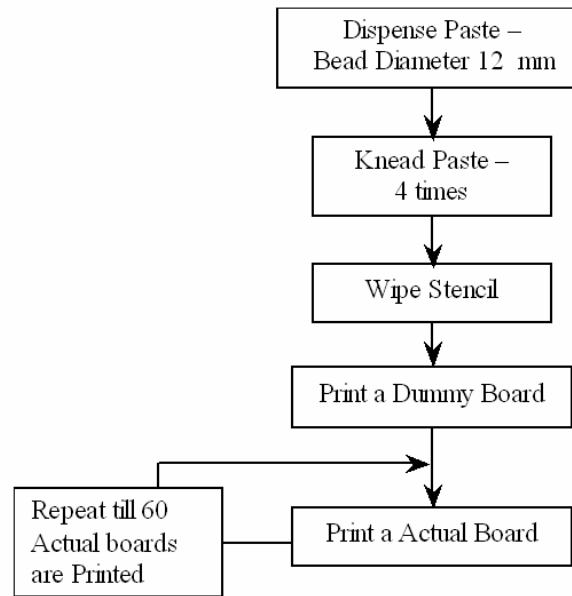 Dispense Paste –
Bead Diameter 12 mm
Knead Paste –
4 times
Wipe Stencil
Print a Dummy Board
Repeat till 60
Actual boards
are Printed
Print a Actual Board